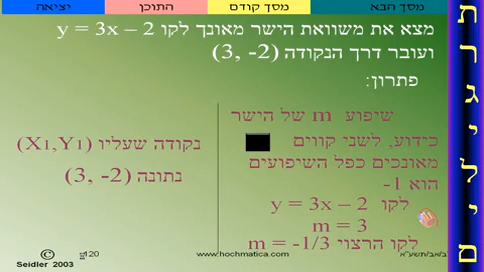 מסך הבא
מסך קודם
התוכן
יציאה
תרגילים
מצא את משוואת הישר מאונך לקו y = 3x – 2
ועובר דרך הנקודה (3, -2)
פתרון:
שיפוע m של הישר
כידוע, לשני קווים
מאונכים כפל השיפועים
הוא 1-
לקו y = 3x – 2
m = 3
לקו הרצוי m = -1/3
נקודה שעליו (X1,Y1)
נתונה (3, -2)
© 
Seidler 2003
120
www.hochmatica.com